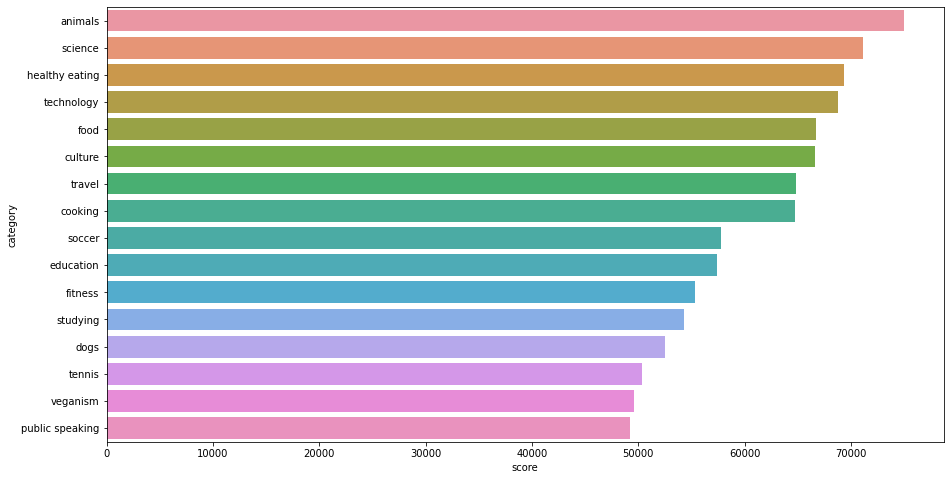 animals
science
healthy eating
technology
food
culture
travel
cooking
soccer
education
fitness
studying
dogs
tennis
veganism
public speaking
category
0 10000 20000 30000 40000 50000 60000 70000
score